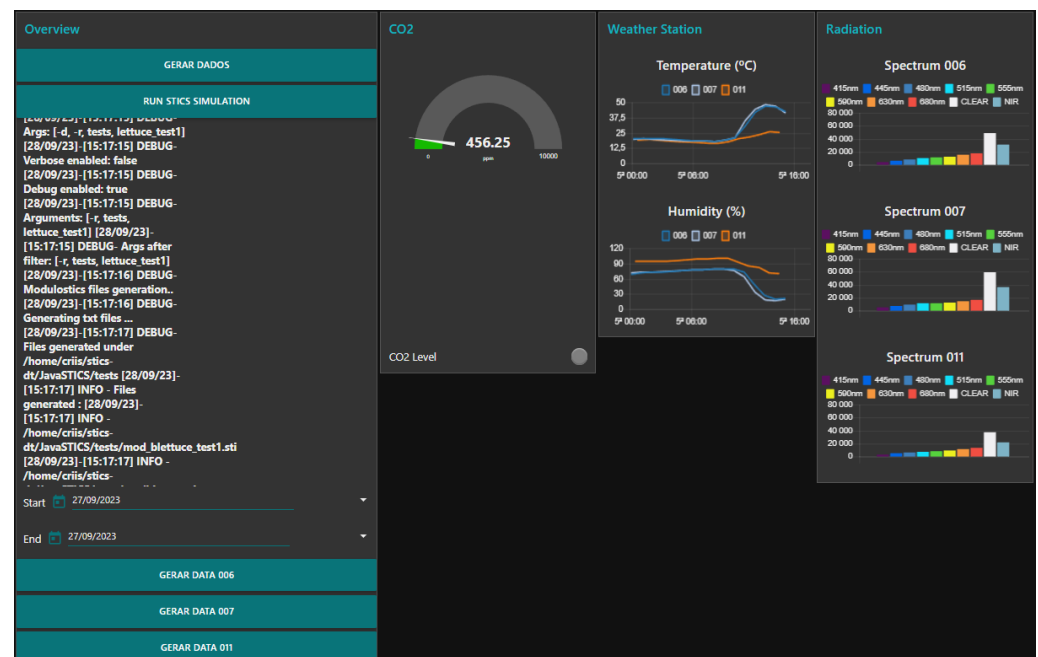 Overview
GERAR DADOS
RUN STICS SIMULATION
[28/09/23]-[15:17:15] DEBUG-
Args: [-d, -r, tests, lettuce_test1]
[28/09/23]-[15:17:15] DEBUG-
Verbose enabled: false
[28/09/23]-[15:17:15] DEBUG-
Debug enabled: true
[28/09/23]-[15:17:15] DEBUG-
Arguments: [-r, tests,
lettuce_test1] [28/09/23]-
[15:17:15] DEBUG- Args after
filter: [-r, tests, lettuce_test1]
[28/09/23]-[15:17:16] DEBUG-
Modulostics files generation..
[28/09/23]-[15:17:16] DEBUG-
Generating txt files ...
[28/09/23]-[15:17:17] DEBUG-
Files generated under
/home/criis/stics-
dt/JavaSTICS/tests [28/09/23]-
[15:17:17] INFO - Files
generated : [28/09/23]-
[15:17:17] INFO -
/home/criis/stics-
dt/JavaSTICS/tests/mod_blettuce_test1.sti
[28/09/23]-[15:17:17] INFO -
/home/criis/stics-
Start 27/09/2023
End 27/09/2023
GERAR DATA 006
GERAR DATA 007
GERAR DATA 011
CO2
456.25
0 ppm 10000
CO2 Level
Weather Station
Temperature (ºC)
006 007 011
50
37,5
25
12,5
0
5ª 00:00 5ª 06:00 5ª 16:00
Humidity (%)
006 007 011
120
90
60
30
0
5ª 00:00 5ª 06:00 5ª 16:00
Radiation
Spectrum 006
415nm 445nm 480nm 515nm 555nm
590nm 630nm 680nm CLEAR NIR
80 000
60 000
40 000
20 000
0
Spectrum 007
415nm 445nm 480nm 515nm 555nm
590nm 630nm 680nm CLEAR NIR
80 000
60 000
40 000
20 000
0
Spectrum 011
415nm 445nm 480nm 515nm 555nm
590nm 630nm 680nm CLEAR NIR
80 000
60 000
40 000
20 000
0